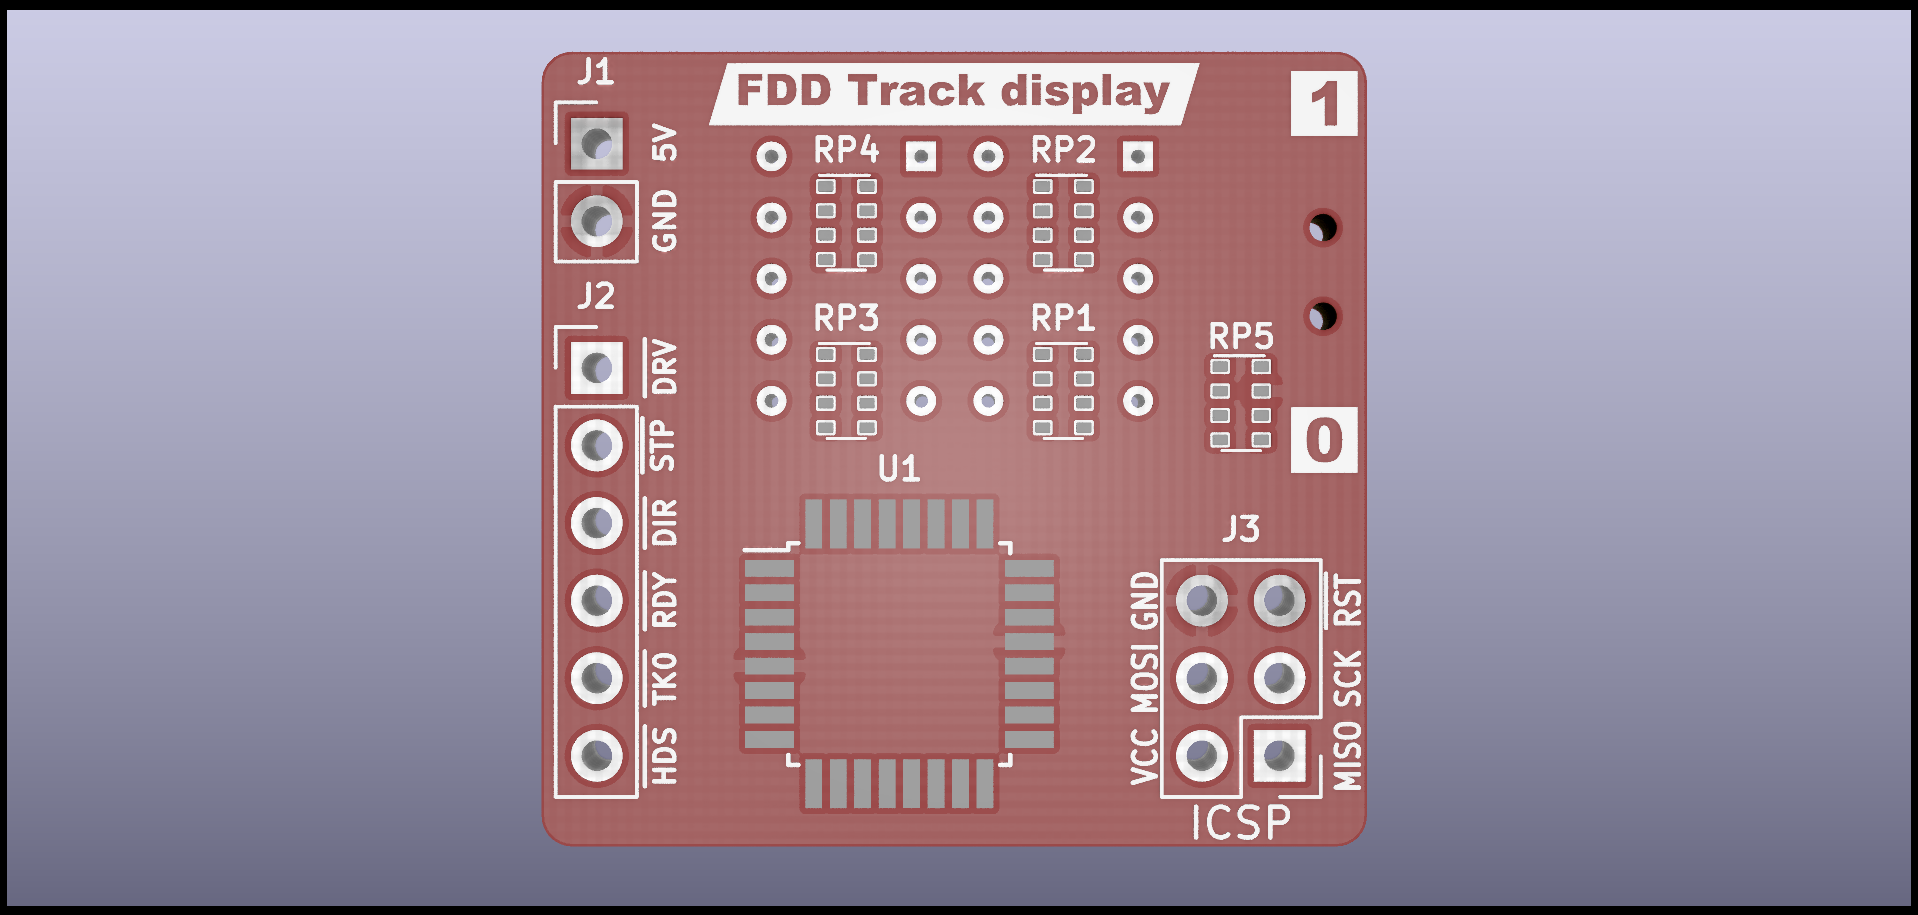 J1
FDD Track display
1
5V
RP4
RP2
GND
J2
RP3
RP1
RP5
DRV
STP
0
U1
DIR
J3
RDY
GND
RST
TK0
MOSI
SCK
HDS
VCC
MISO
ICSP